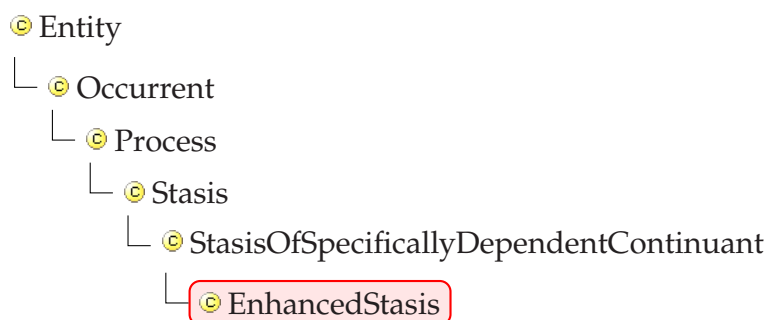 © Entity
© Occurrent
© Process
© Stasis
© StasisOfSpecificallyDependentContinuant
© EnhancedStasis